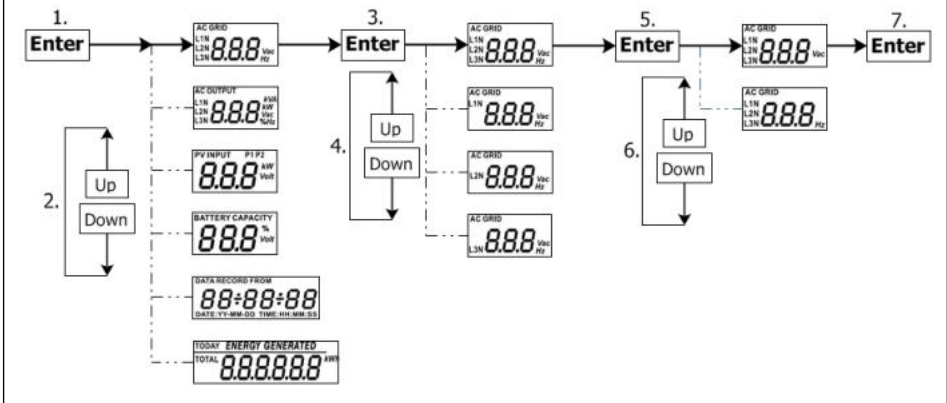 1.
Enter
AC GRID
L1N
L2N
L3N
8.8.8 Vac
Hz
3.
Enter
AC GRID
L1N
L2N
L3N
8.8.8 Vac
Hz
5.
Enter
AC GRID
L1N
L2N
L3N
8.8.8 Vac
7.
Enter
2.
Up
Down
AC OUTPUT
L1N
L2N
L3N
8.8.8 kVA
kW
Vac
%Hz
PV INPUT P1P2
8.8.8 kW
Volt
BATTERY CAPACITY
88.8 %
Volt
DATA RECORD FROM
88:88:88
DATE:YY-MM-DD TIME:HH:MM:SS
TODAY ENERGY GENERATED
TOTAL 8.8.8.8.8.8 kWh
4.
Up
Down
AC GRID
L1N
8.8.8 Vac
Hz
AC GRID
L2N 8.8.8 Vac
Hz
AC GRID
L3N 8.8.8 Vac
Hz
6.
Up
Down
AC GRID
L1N
L2N
L3N
8.8.8 Hz